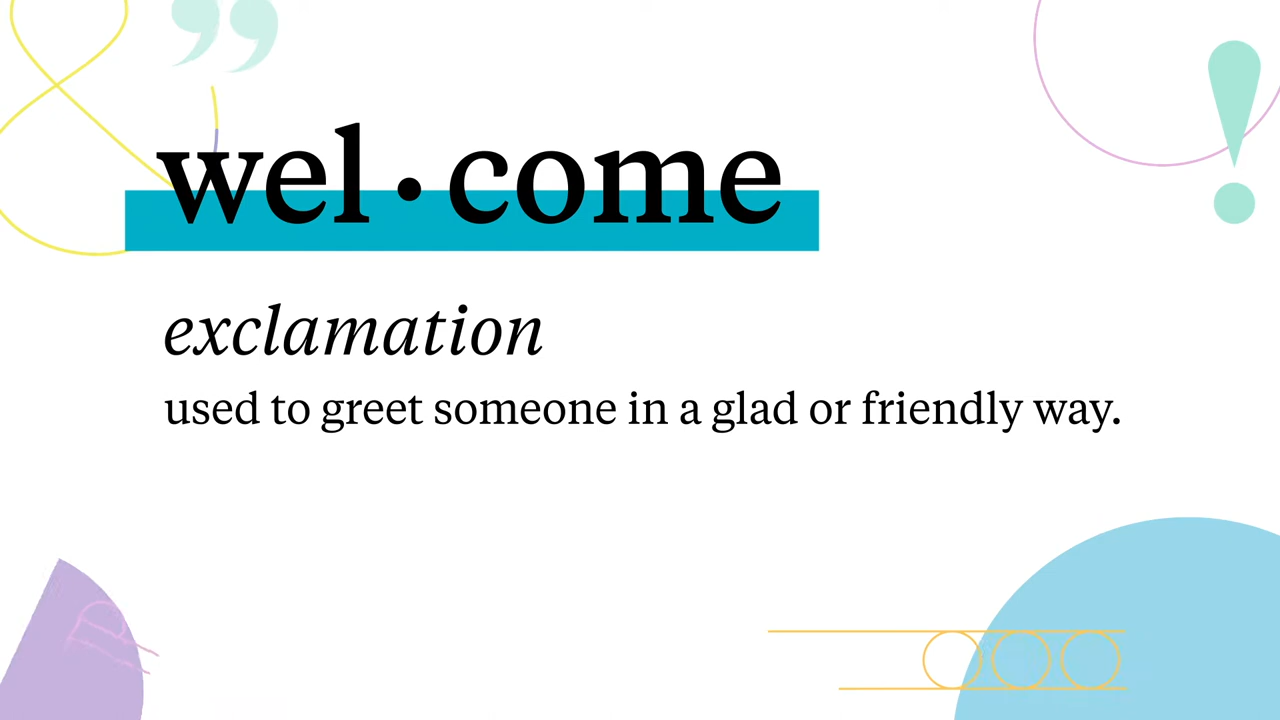 wel·come
exclamation
used to greet someone in a glad or friendly way.